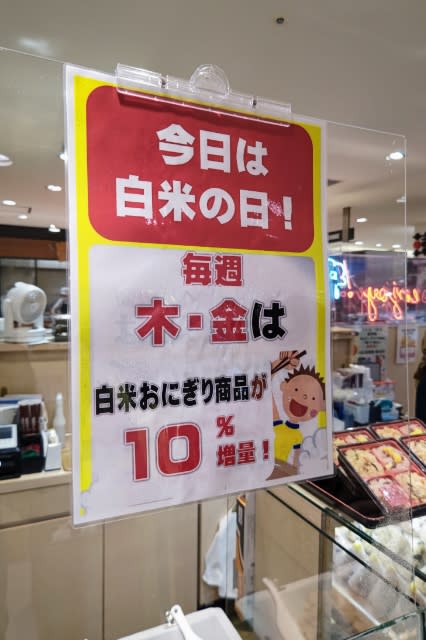 今日は
白米の日!
毎週
木・金は
白米おにぎり商品が
10%
増量!
enjoy